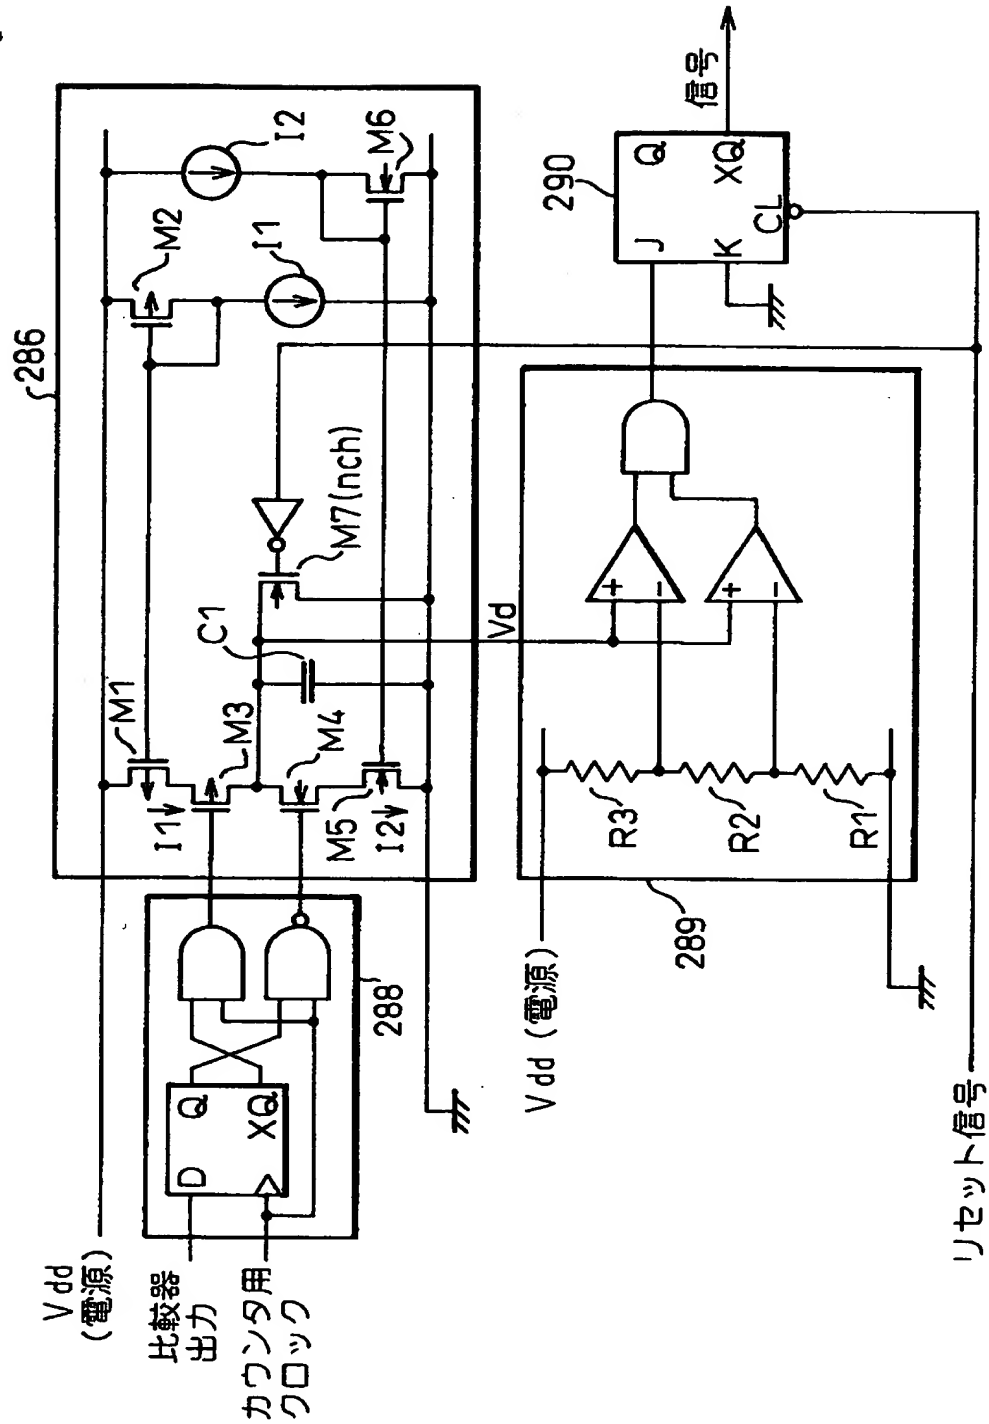 286
Vdd
(電源)
M1
I1
M3
C1
M4
M5
I2
M7(nch)
M2
I1
I2
M6
比較器
出力
カウンタ用
クロック
D
Q
XQ
288
Vd
Vdd (電源)
+
-
+
-
R3
R2
R1
289
290
J
Q
K
XQ
CL
信号
リセット信号